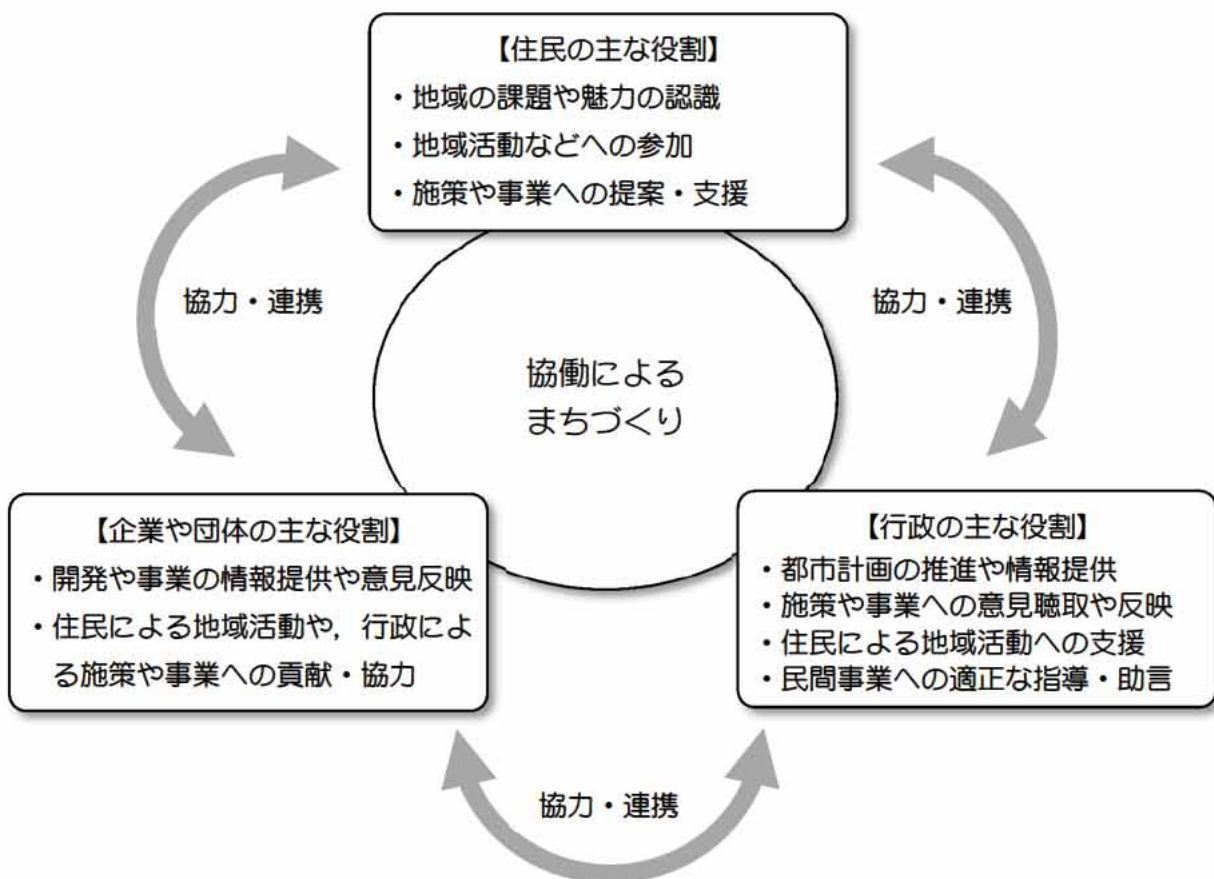 【住民の主な役割】
・地域の課題や魅力の認識
・地域活動などへの参加
・施策や事業への提案・支援
協力・連携
協力・連携
協働による
まちづくり
【企業や団体の主な役割】
・開発や事業の情報提供や意見反映
・住民による地域活動や，行政によ
る施策や事業への貢献・協力
【行政の主な役割】
・都市計画の推進や情報提供
・施策や事業への意見聴取や反映
・住民による地域活動への支援
・民間事業への適正な指導・助言
協力・連携